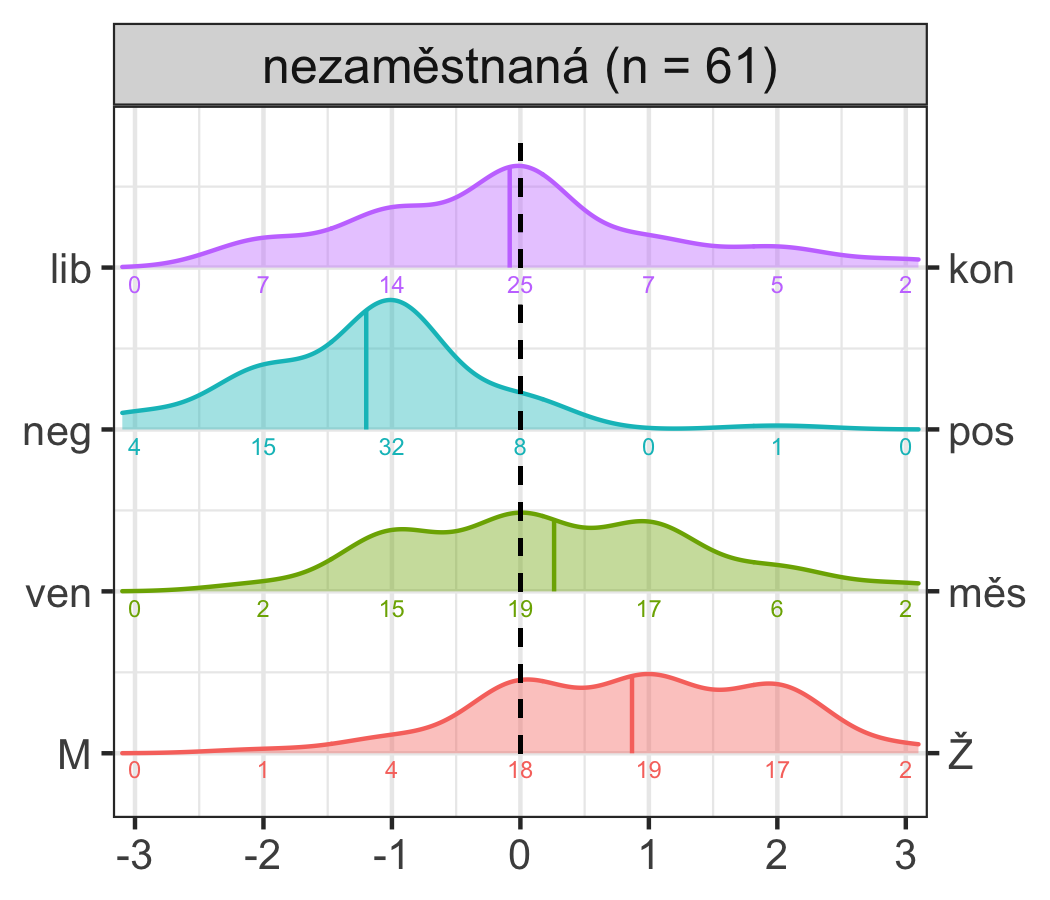 nezaměstnaná (n = 61)
lib kon
0 7 14 25 7 5 2
neg pos
4 15 32 8 0 1 0
ven měs
0 2 15 19 17 6 2
M Ž
0 1 4 18 19 17 2
-3 -2 -1 0 1 2 3